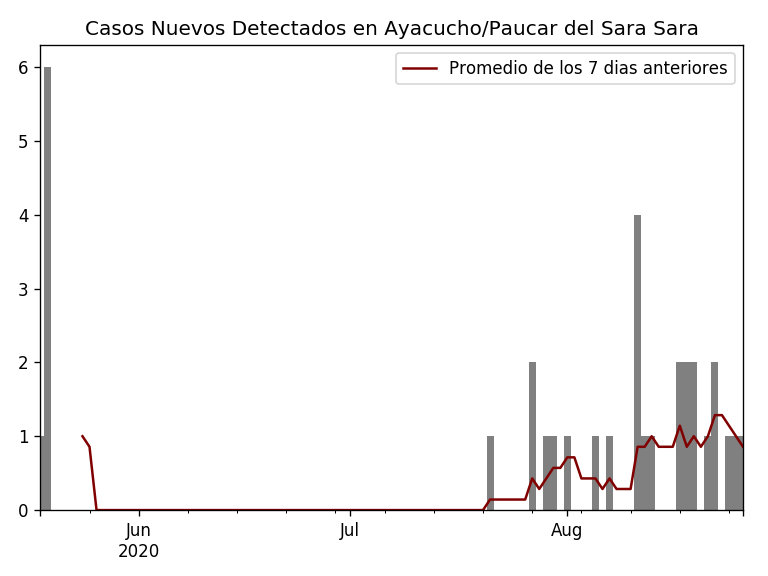 Casos Nuevos Detectados en Ayacucho/Paucar del Sara Sara
Promedio de los 7 dias anteriores
6
5
4
3
2
1
0
Jun
2020
Jul
Aug